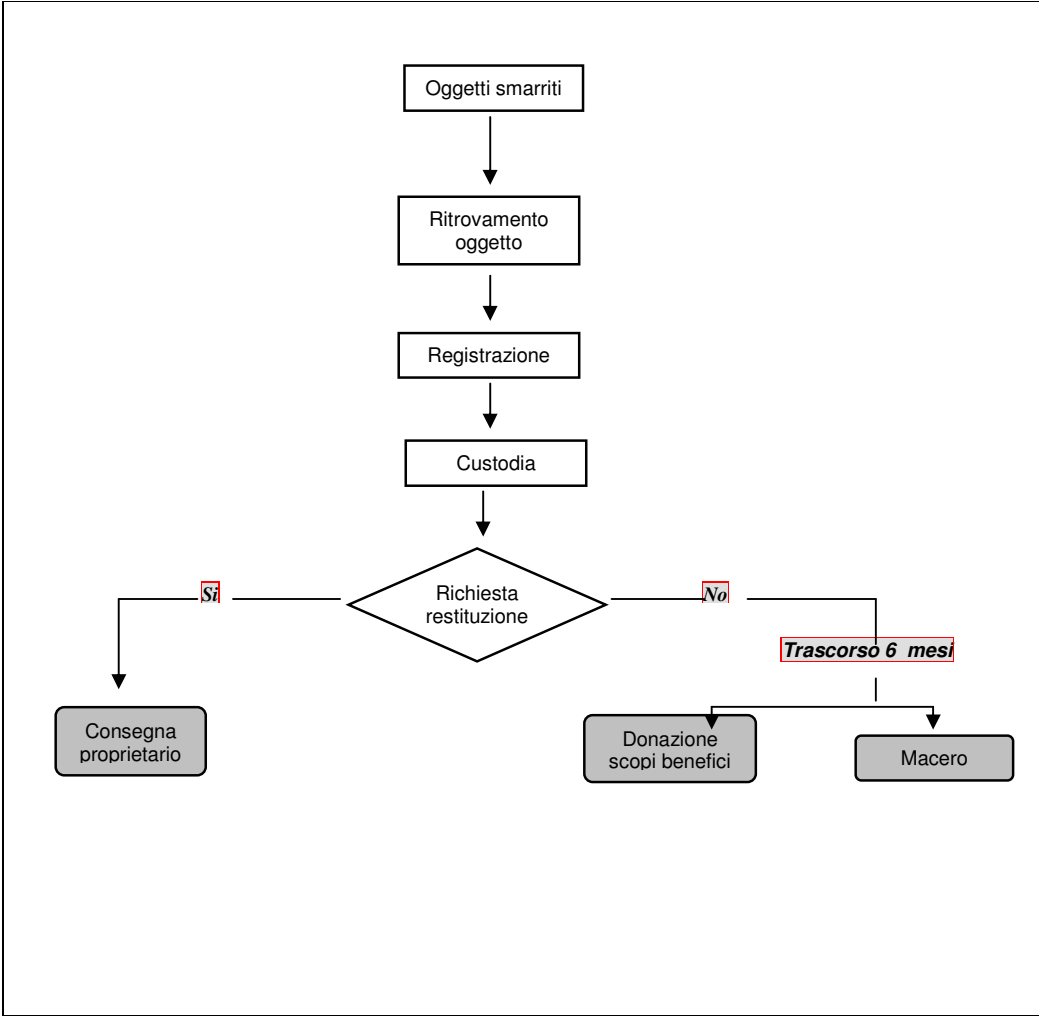 Oggetti smarriti
Ritrovamento
oggetto
Registrazione
Custodia
Richiesta
restituzione
Si
No
Trascorso 6 mesi
Consegna
proprietario
Donazione
scopi benefici
Macero